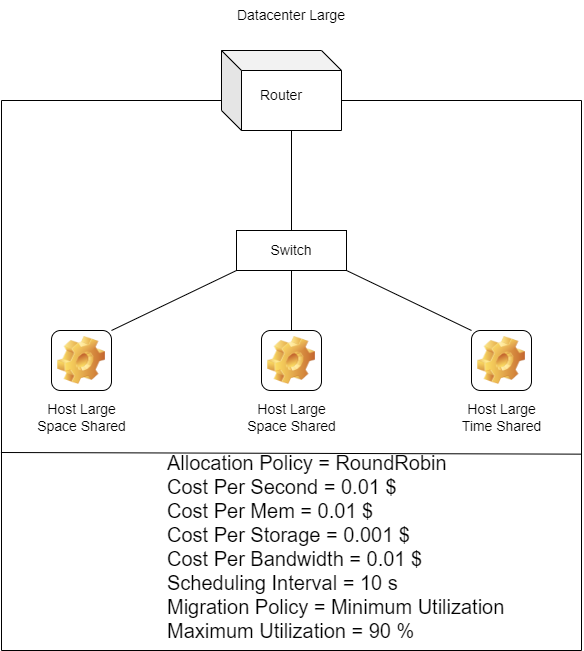 Datacenter Large
Router
Switch
Host Large
Space Shared
Host Large
Space Shared
Host Large
Time Shared
Allocation Policy = RoundRobin
Cost Per Second = 0.01 $
Cost Per Mem = 0.01 $
Cost Per Storage = 0.001 $
Cost Per Bandwidth = 0.01 $
Scheduling Interval = 10 s
Migration Policy = Minimum Utilization
Maximum Utilization = 90 %